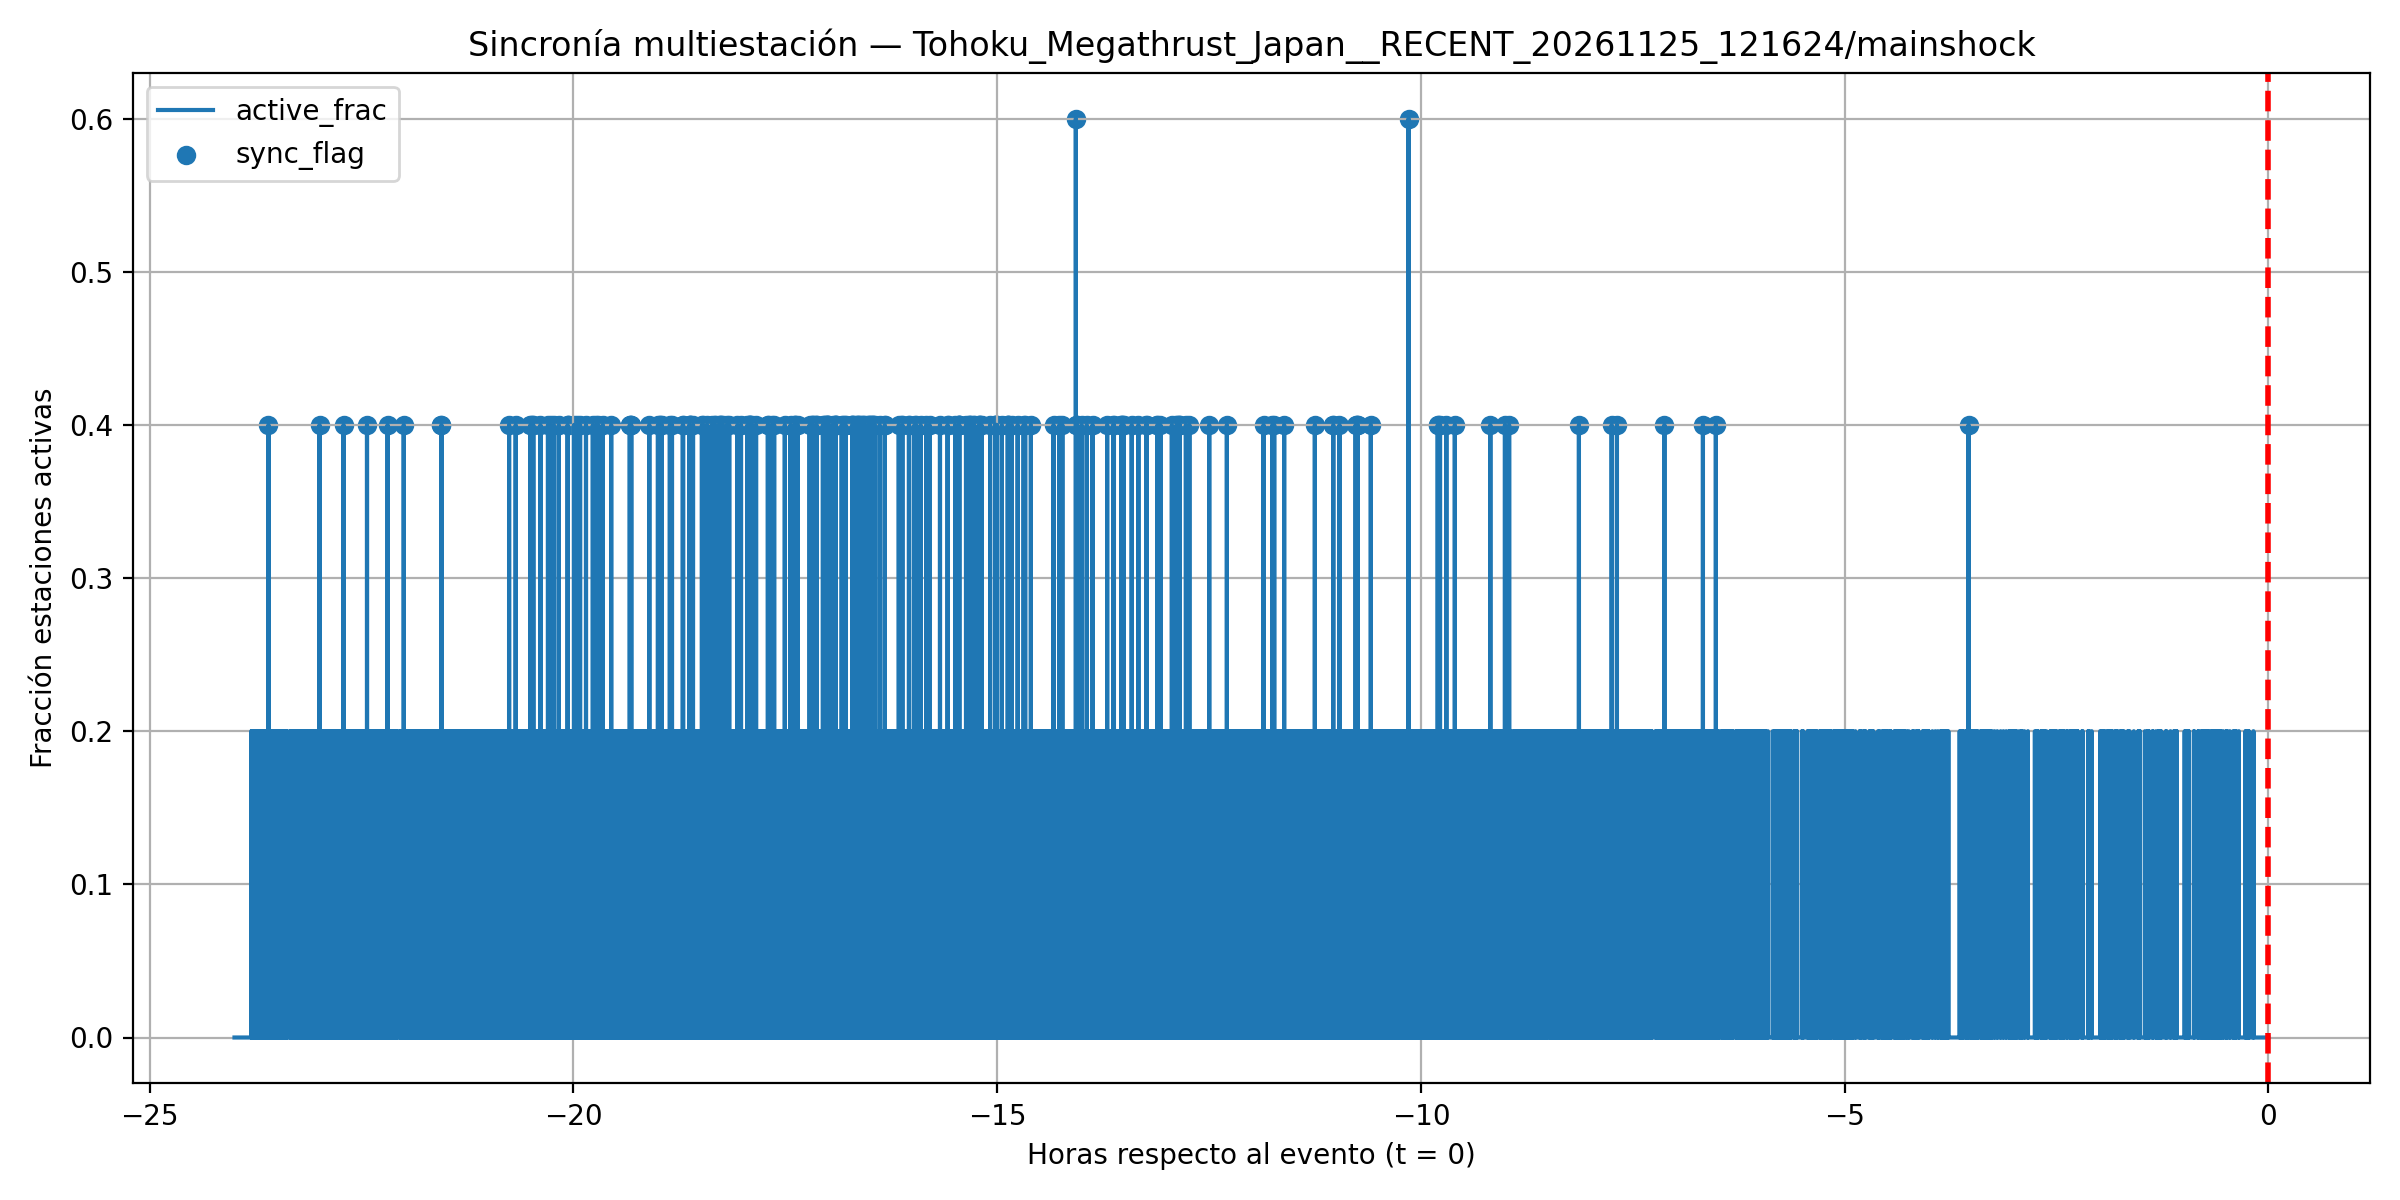 Sincronía multiestación — Tohoku_Megathrust_Japan__RECENT_20261125_121624/mainshock
active_frac
sync_flag
Fracción estaciones activas
0.6
0.5
0.4
0.3
0.2
0.1
0.0
−25
−20
−15
−10
−5
0
Horas respecto al evento (t = 0)